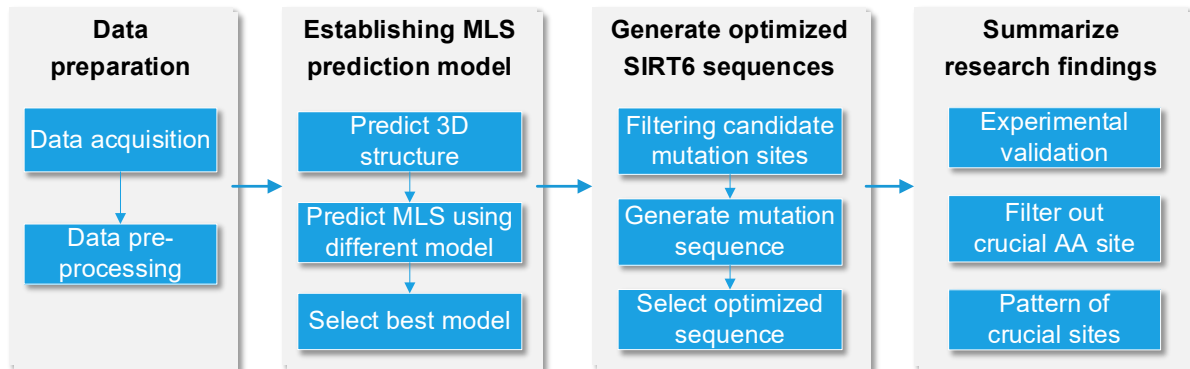 Data
preparation
Data acquisition
Data pre-
processing
Establishing MLS
prediction model
Predict 3D
structure
Predict MLS using
different model
Select best model
Generate optimized
SIRT6 sequences
Filtering candidate
mutation sites
Generate mutation
sequence
Select optimized
sequence
Summarize
research findings
Experimental
validation
Filter out
crucial AA site
Pattern of
crucial sites